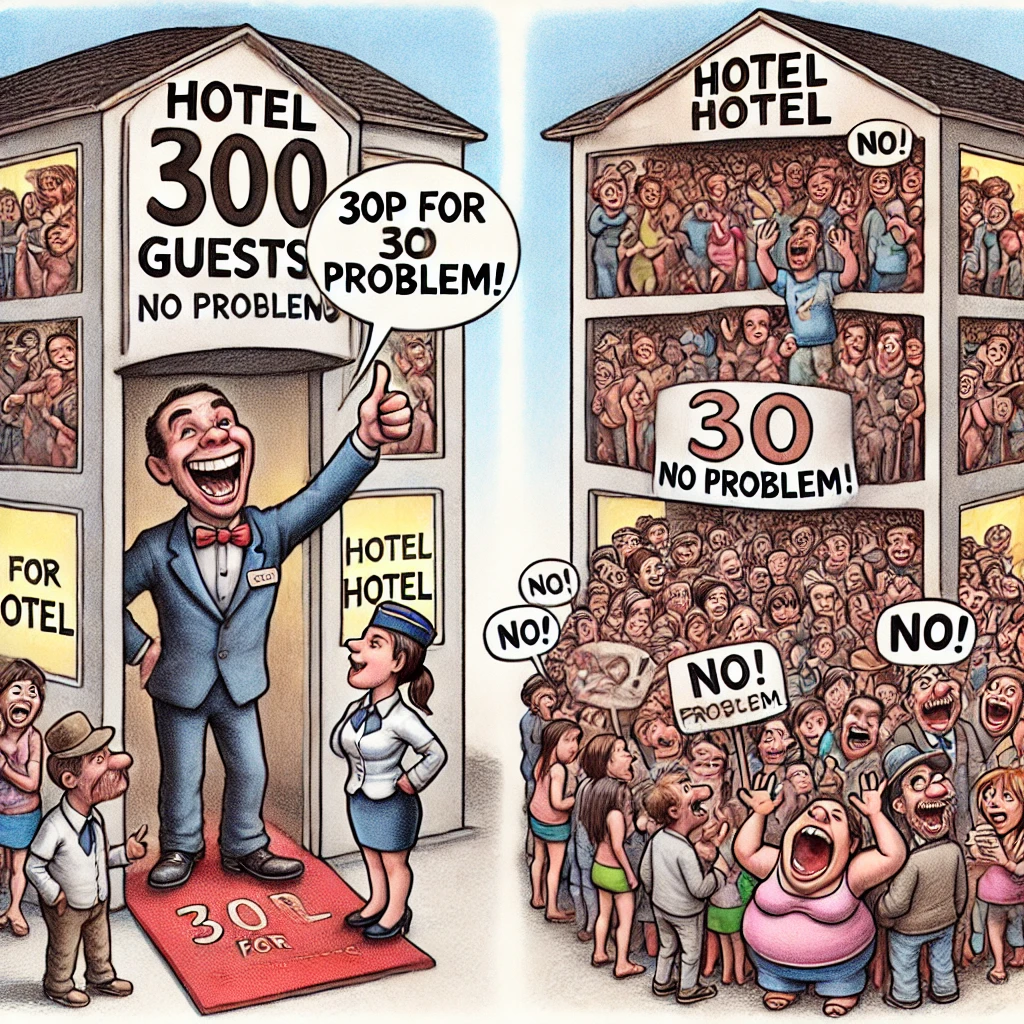 HOTEL
300
GUESTS
NO PROBLEM
30P FOR
30
PROBLEM!
FOR
OTEL
HOTEL
HOTEL
30
FOR
HOTEL
HOTEL
NO!
30
NO PROBLEM!
NO!
NO!
NO!
PROBLEM
NO!